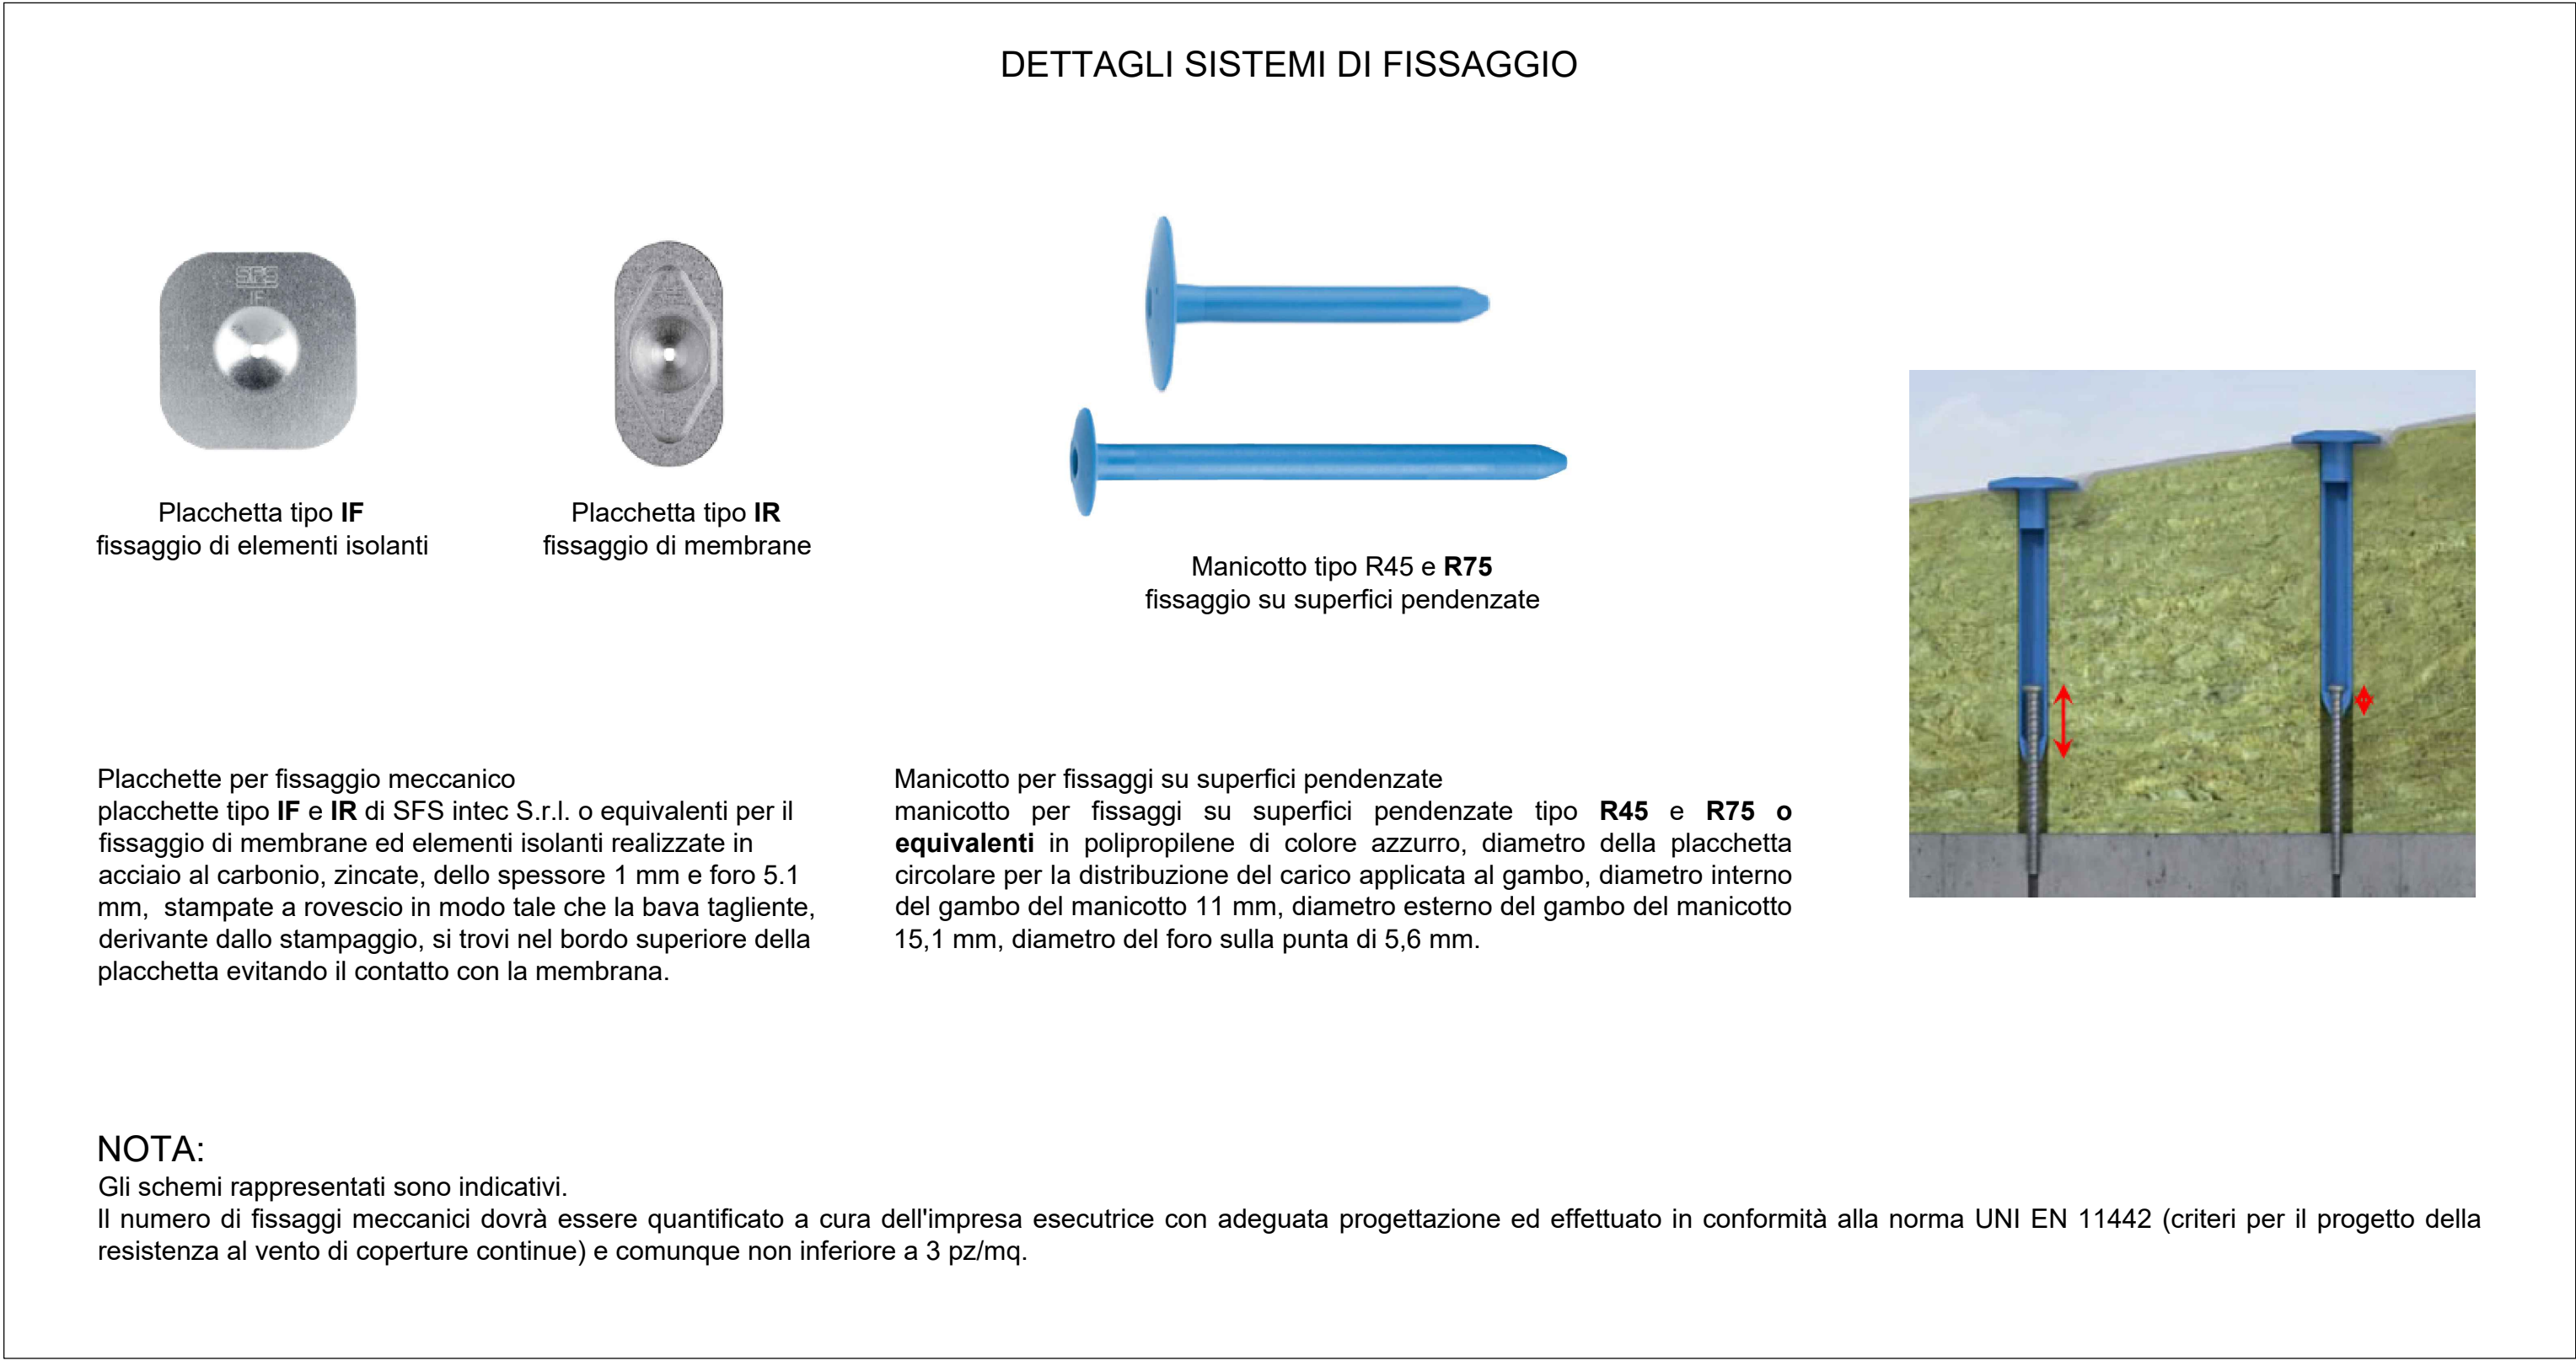 DETTAGLI SISTEMI DI FISSAGGIO
SFS
IF
Placchetta tipo IF
fissaggio di elementi isolanti
Placchetta tipo IR
fissaggio di membrane
Manicotto tipo R45 e R75
fissaggio su superfici pendenzate
Placchette per fissaggio meccanico
placchette tipo IF e IR di SFS intec S.r.l. o equivalenti per il
fissaggio di membrane ed elementi isolanti realizzate in
acciaio al carbonio, zincate, dello spessore 1 mm e foro 5.1
mm, stampate a rovescio in modo tale che la bava tagliente,
derivante dallo stampaggio, si trovi nel bordo superiore della
placchetta evitando il contatto con la membrana.
Manicotto per fissaggi su superfici pendenzate
manicotto per fissaggi su superfici pendenzate tipo R45 e R75 o
equivalenti in polipropilene di colore azzurro, diametro della placchetta
circolare per la distribuzione del carico applicata al gambo, diametro interno
del gambo del manicotto 11 mm, diametro esterno del gambo del manicotto
15,1 mm, diametro del foro sulla punta di 5,6 mm.
NOTA:
Gli schemi rappresentati sono indicativi.
Il numero di fissaggi meccanici dovrà essere quantificato a cura dell'impresa esecutrice con adeguata progettazione ed effettuato in conformità alla norma UNI EN 11442 (criteri per il progetto della
resistenza al vento di coperture continue) e comunque non inferiore a 3 pz/mq.